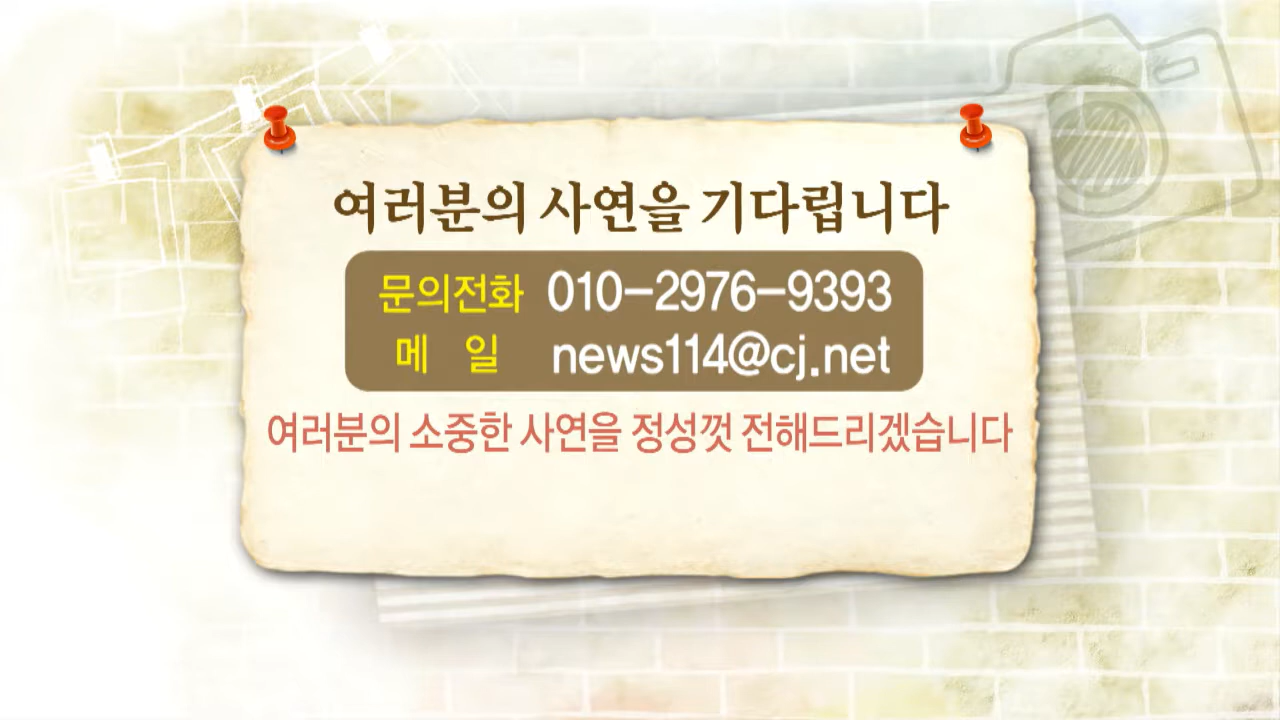 여러분의 사연을 기다립니다
문의전화 010-2976-9393
메 일 news114@cj.net
여러분의 소중한 사연을 정성껏 전해드리겠습니다